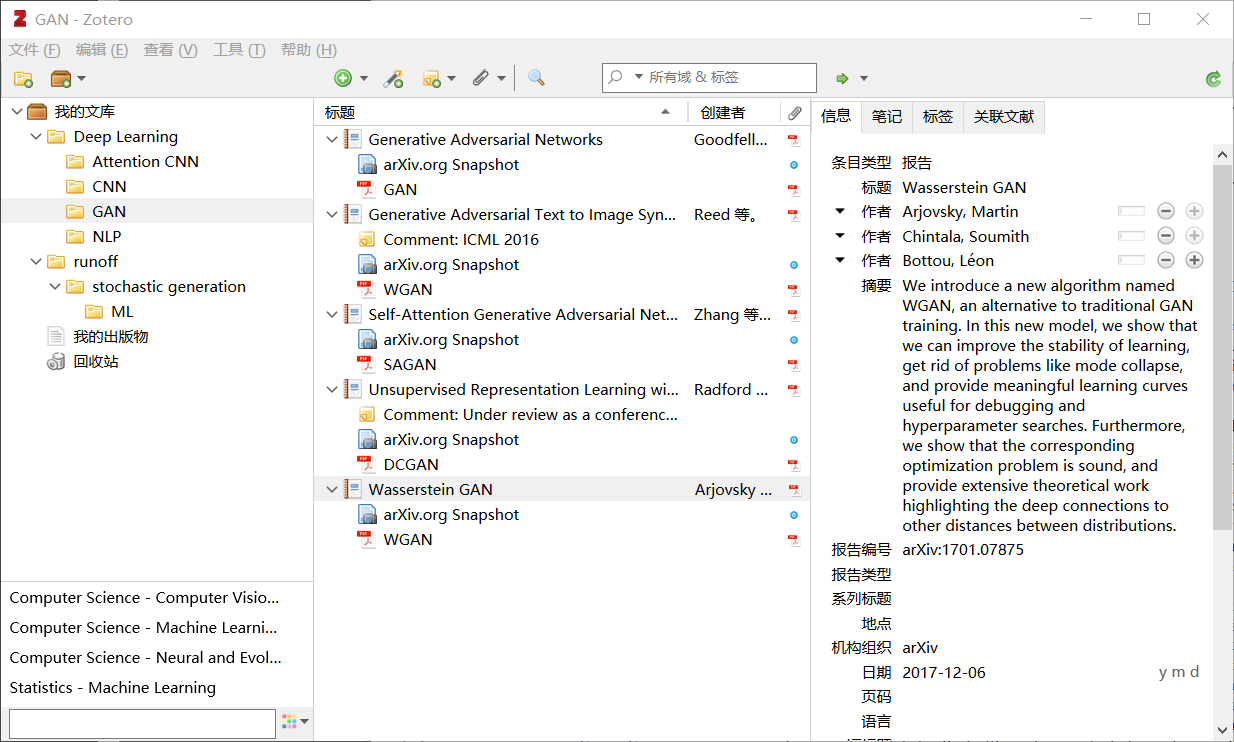 GAN - Zotero
文件 (F) 编辑 (E) 查看 (V) 工具 (T) 帮助 (H)
所有域 & 标签
我的文库
Deep Learning
Attention CNN
CNN
GAN
NLP
runoff
stochastic generation
ML
我的出版物
回收站
Computer Science - Computer Visio...
Computer Science - Machine Learni...
Computer Science - Neural and Evol...
Statistics - Machine Learning
标题 创建者
Generative Adversarial Networks Goodfell...
arXiv.org Snapshot
GAN
Generative Adversarial Text to Image Syn... Reed 等。
Comment: ICML 2016
arXiv.org Snapshot
WGAN
Self-Attention Generative Adversarial Net... Zhang 等...
arXiv.org Snapshot
SAGAN
Unsupervised Representation Learning wi... Radford ...
Comment: Under review as a conferenc...
arXiv.org Snapshot
DCGAN
Wasserstein GAN Arjovsky ...
arXiv.org Snapshot
WGAN
信息 笔记 标签 关联文献
条目类型 报告
标题 Wasserstein GAN
作者 Arjovsky, Martin
作者 Chintala, Soumith
作者 Bottou, Léon
摘要 We introduce a new algorithm named
WGAN, an alternative to traditional GAN
training. In this new model, we show that
we can improve the stability of learning,
get rid of problems like mode collapse,
and provide meaningful learning curves
useful for debugging and
hyperparameter searches. Furthermore,
we show that the corresponding
optimization problem is sound, and
provide extensive theoretical work
highlighting the deep connections to
other distances between distributions.
报告编号 arXiv:1701.07875
报告类型
系列标题
地点
机构组织 arXiv
日期 2017-12-06 y m d
页码
语言